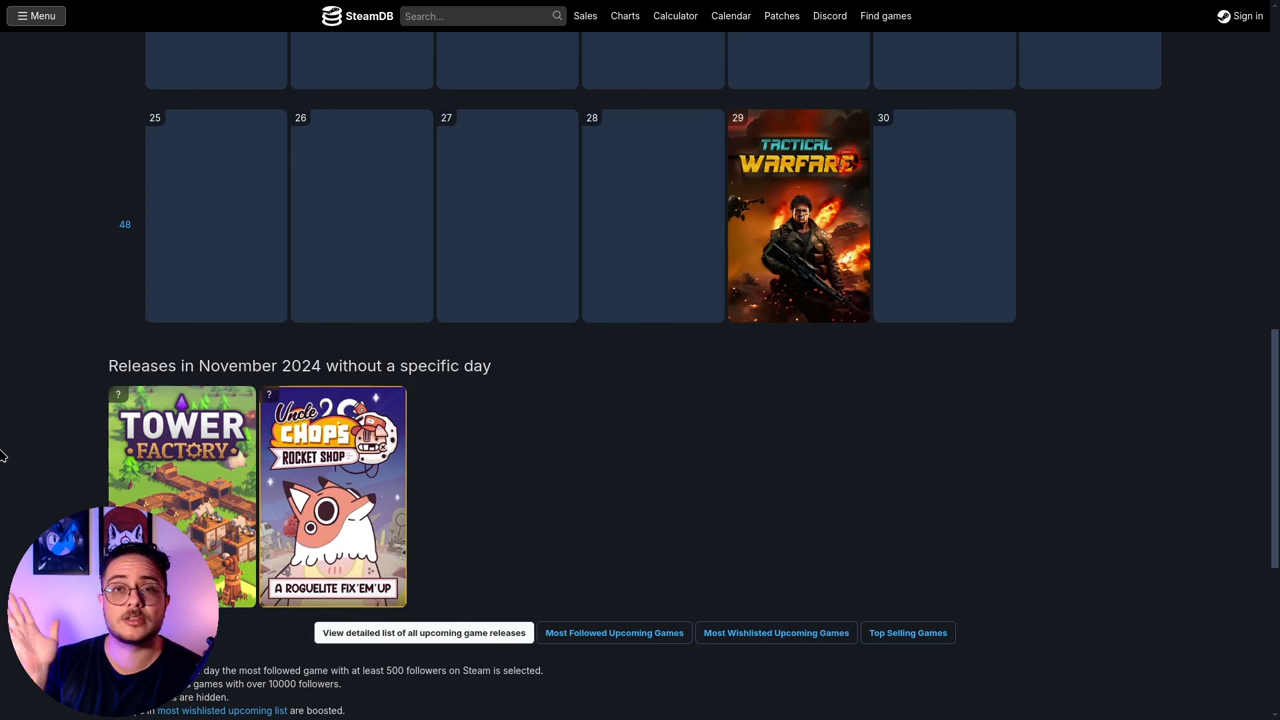 Menu
SteamDB
Search...
Sales
Charts
Calculator
Calendar
Patches
Discord
Find games
Sign in
25
26
27
28
29
30
TACTICAL
WARFARE
48
Releases in November 2024 without a specific day
?
TOWER
FACTORY
?
Uncle
CHOP'S
ROCKET SHOP
A ROGUELITE FIX'EM'UP
View detailed list of all upcoming game releases
Most Followed Upcoming Games
Most Wishlisted Upcoming Games
Top Selling Games
day the most followed game with at least 500 followers on Steam is selected.
games with over 10000 followers.
are hidden.
in most wishlisted upcoming list are boosted.